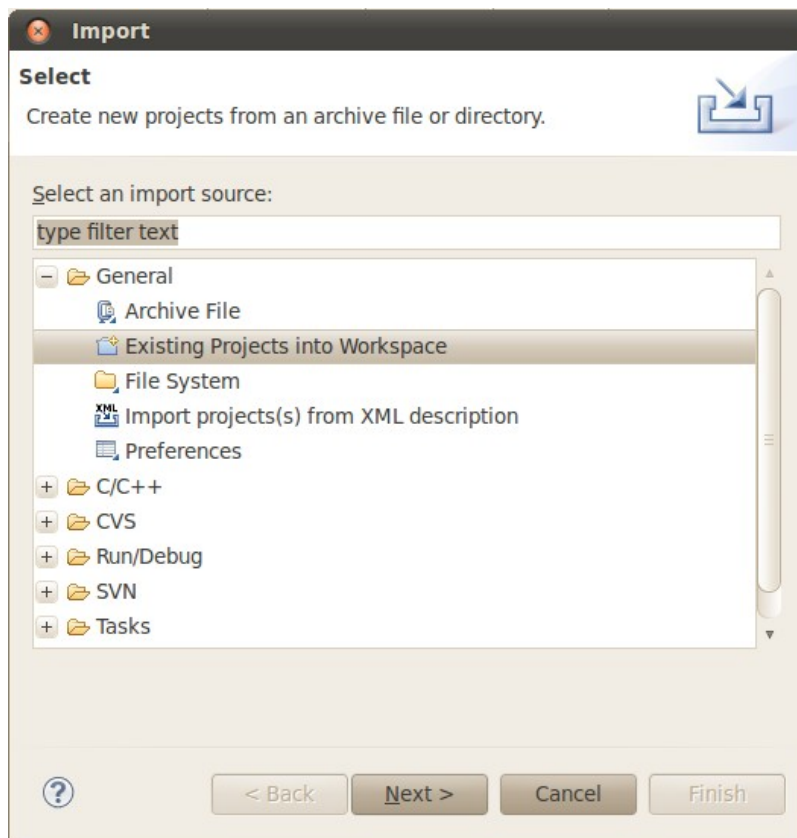 Import
Select
Create new projects from an archive file or directory.
Select an import source:
type filter text
General
Archive File
Existing Projects into Workspace
File System
XML Import projects(s) from XML description
Preferences
C/C++
CVS
Run/Debug
SVN
Tasks
? < Back Next > Cancel Finish